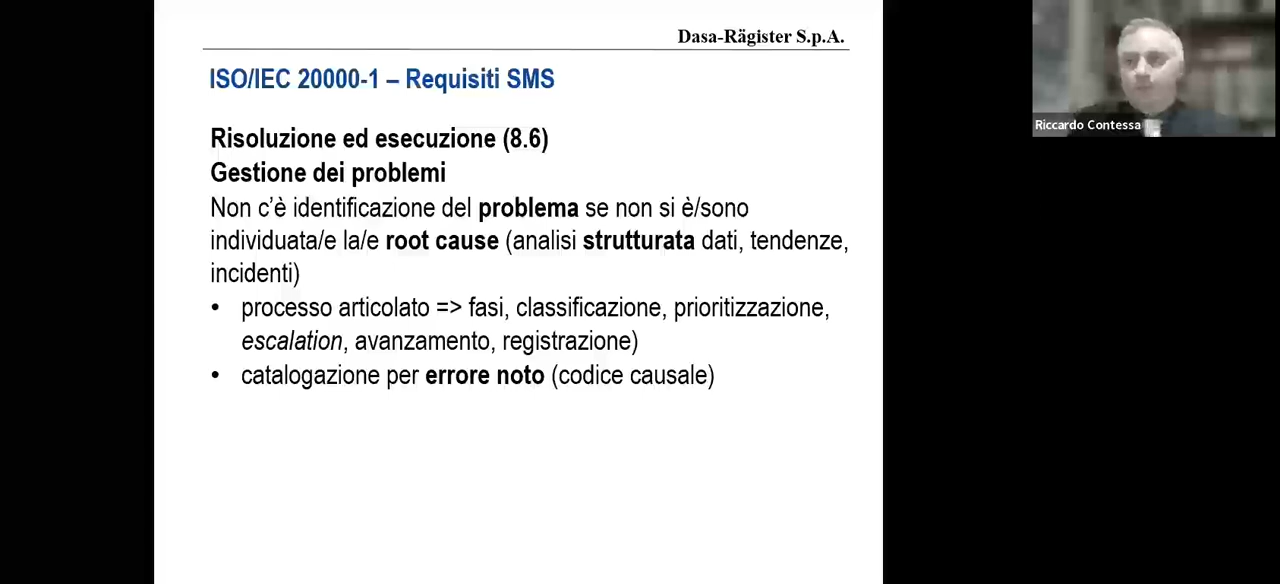 Dasa-Rägister S.p.A.
ISO/IEC 20000-1 – Requisiti SMS
Risoluzione ed esecuzione (8.6)
Gestione dei problemi
Non c’è identificazione del problema se non si è/sono
individuata/e la/e root cause (analisi strutturata dati, tendenze,
incidenti)
• processo articolato => fasi, classificazione, prioritizzazione,
escalation, avanzamento, registrazione)
• catalogazione per errore noto (codice causale)
Riccardo Contessa